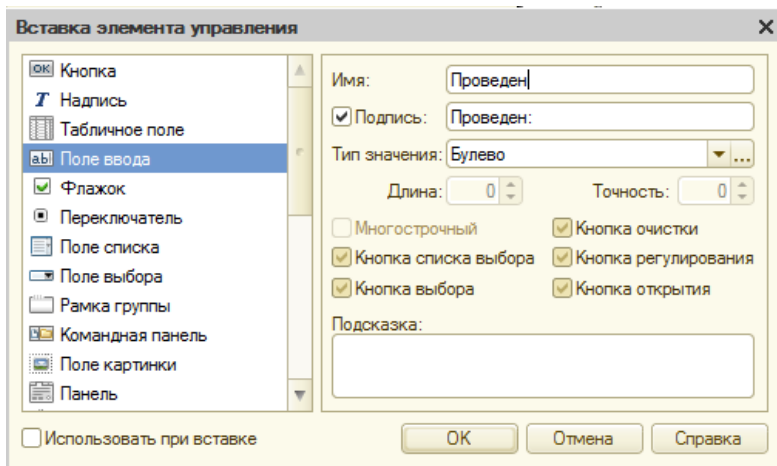 Вставка элемента управления
OK Кнопка
T Надпись
Табличное поле
abl Поле ввода
Флажок
Переключатель
Поле списка
Поле выбора
Рамка группы
Командная панель
Поле картинки
Панель
Имя: Проведен
Подпись: Проведен:
Тип значения: Булево ...
Длина: 0 Точность: 0
Многострочный Кнопка очистки
Кнопка списка выбора Кнопка регулирования
Кнопка выбора Кнопка открытия
Подсказка:
Использовать при вставке OK Отмена Справка